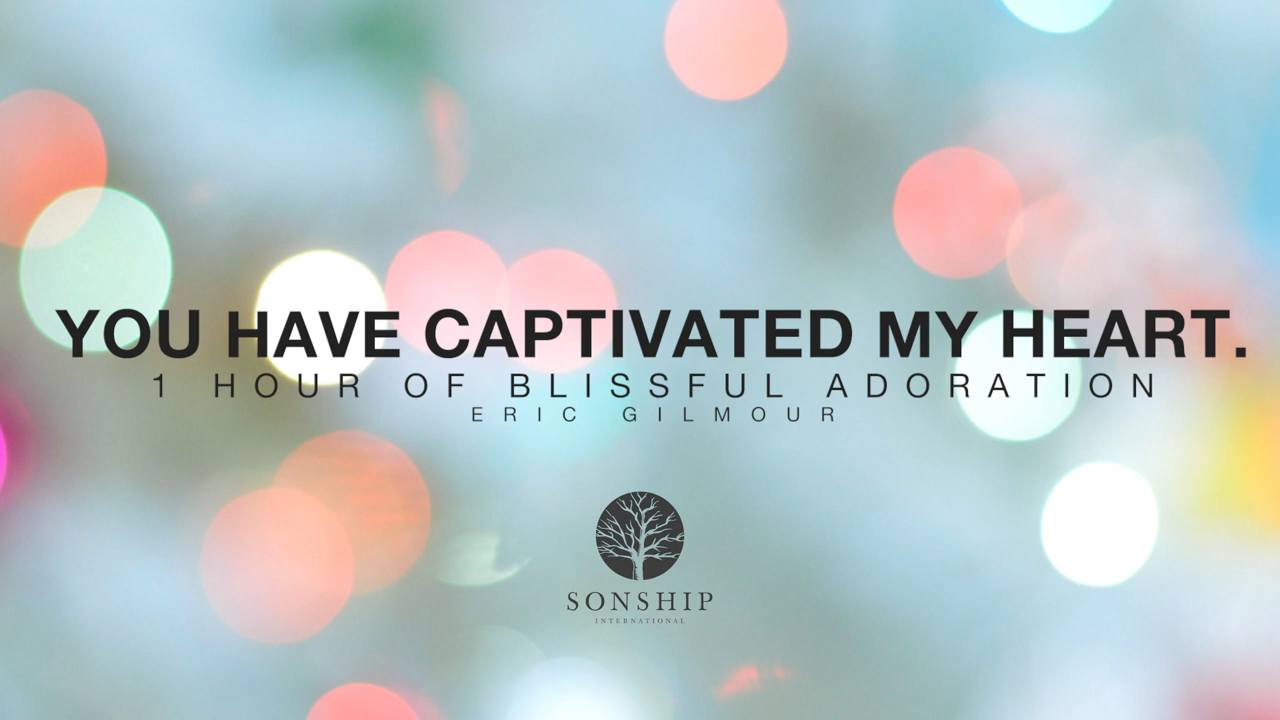 YOU HAVE CAPTIVATED MY HEART.
1 HOUR OF BLISSFUL ADORATION
ERIC GILMOUR
SONSHIP
INTERNATIONAL